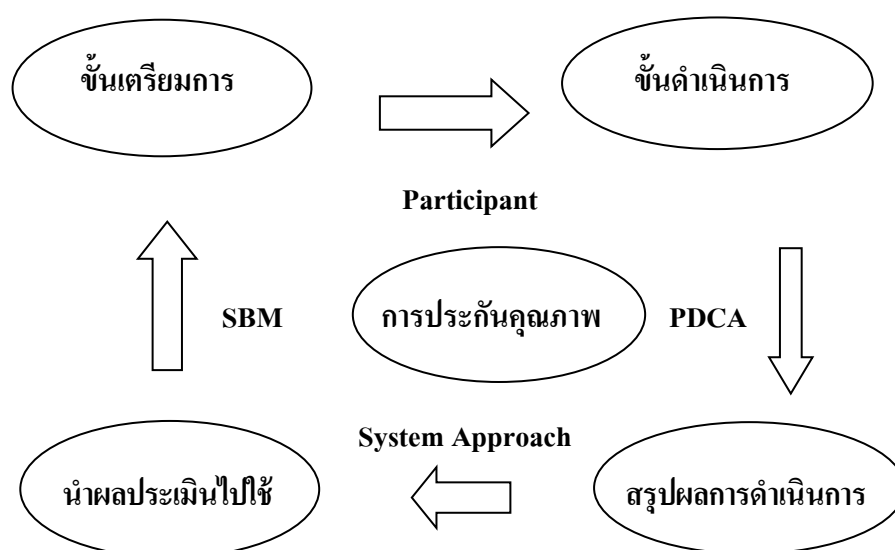 ขั้นเตรียมการ
ขั้นดำเนินการ
Participant
SBM
การประกันคุณภาพ
PDCA
System Approach
นำผลประเมินไปใช้
สรุปผลการดำเนินการ